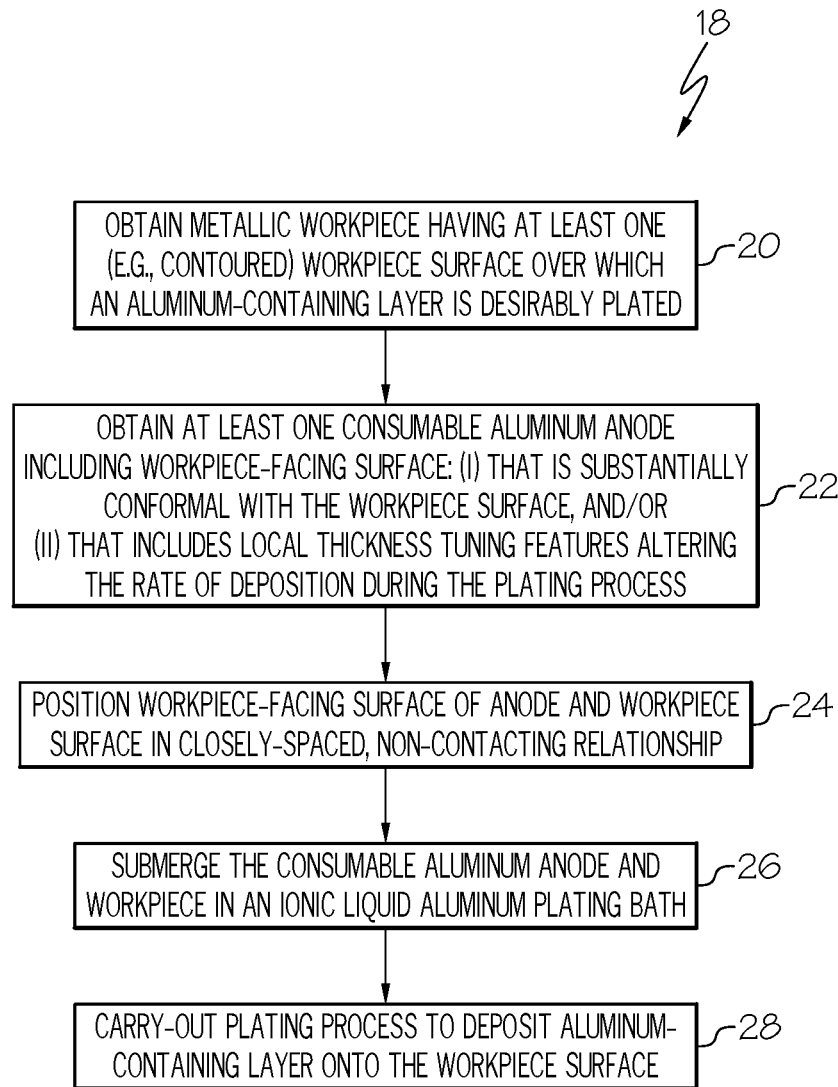 18
OBTAIN METALLIC WORKPIECE HAVING AT LEAST ONE
(E.G., CONTOURED) WORKPIECE SURFACE OVER WHICH
AN ALUMINUM-CONTAINING LAYER IS DESIRABLY PLATED
20
OBTAIN AT LEAST ONE CONSUMABLE ALUMINUM ANODE
INCLUDING WORKPIECE-FACING SURFACE: (I) THAT IS SUBSTANTIALLY
CONFORMAL WITH THE WORKPIECE SURFACE, AND/OR
(II) THAT INCLUDES LOCAL THICKNESS TUNING FEATURES ALTERING
THE RATE OF DEPOSITION DURING THE PLATING PROCESS
22
POSITION WORKPIECE-FACING SURFACE OF ANODE AND WORKPIECE
SURFACE IN CLOSELY-SPACED, NON-CONTACTING RELATIONSHIP
24
SUBMERGE THE CONSUMABLE ALUMINUM ANODE AND
WORKPIECE IN AN IONIC LIQUID ALUMINUM PLATING BATH
26
CARRY-OUT PLATING PROCESS TO DEPOSIT ALUMINUM-
CONTAINING LAYER ONTO THE WORKPIECE SURFACE
28